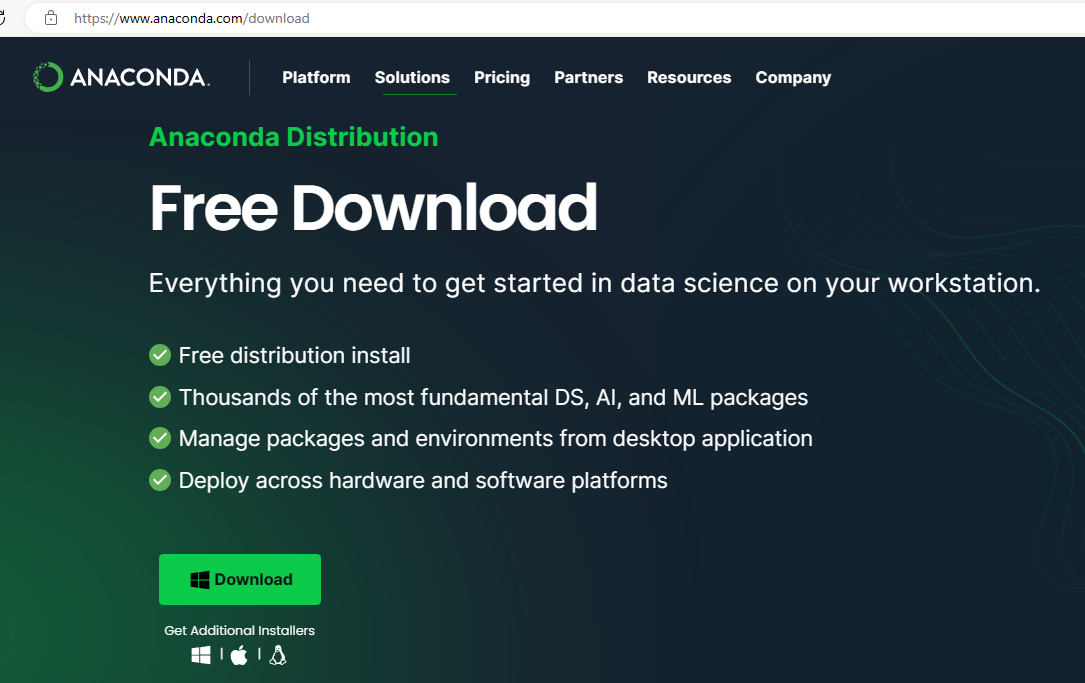 https://www.anaconda.com/download
ANACONDA.
Platform Solutions Pricing Partners Resources Company
Anaconda Distribution
Free Download
Everything you need to get started in data science on your workstation.
Free distribution install
Thousands of the most fundamental DS, AI, and ML packages
Manage packages and environments from desktop application
Deploy across hardware and software platforms
Download
Get Additional Installers
| |